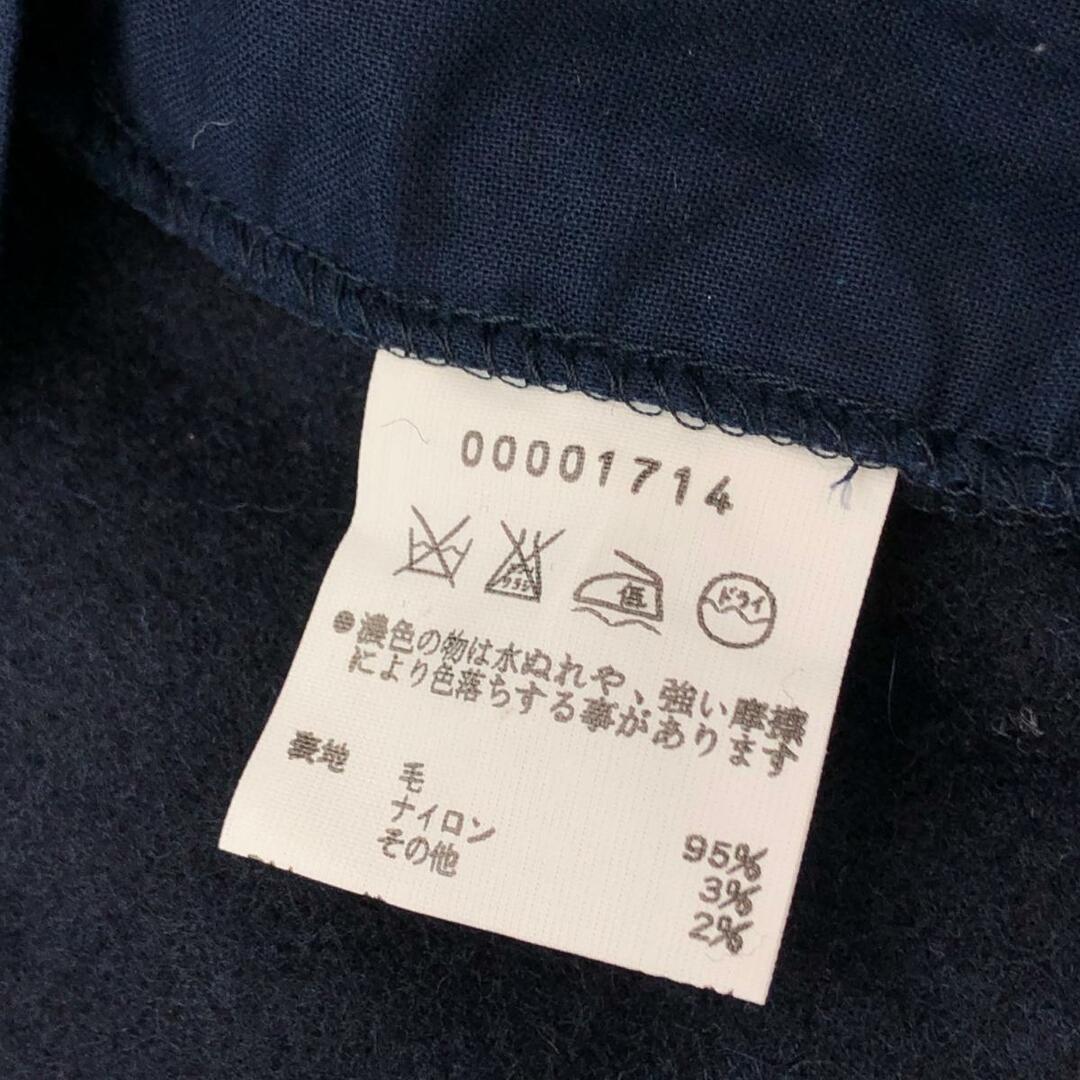 00001714
低 ドライ
●濃色の物は水ぬれや、強い摩擦
により色落ちする事があります
表地 毛 95%
ナイロン 3%
その他 2%